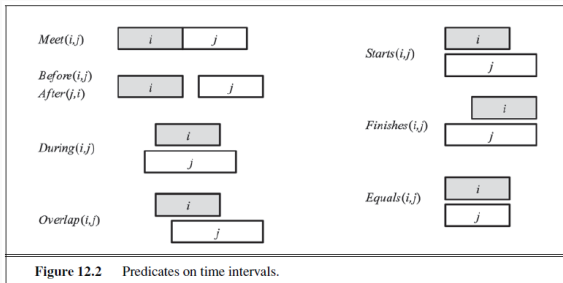 Meet(i,j)
i
j
Before(i,j)
After(j,i)
i
j
During(i,j)
i
j
Overlap(i,j)
i
j
Starts(i,j)
i
j
Finishes(i,j)
i
j
Equals(i,j)
i
j
Figure 12.2 Predicates on time intervals.